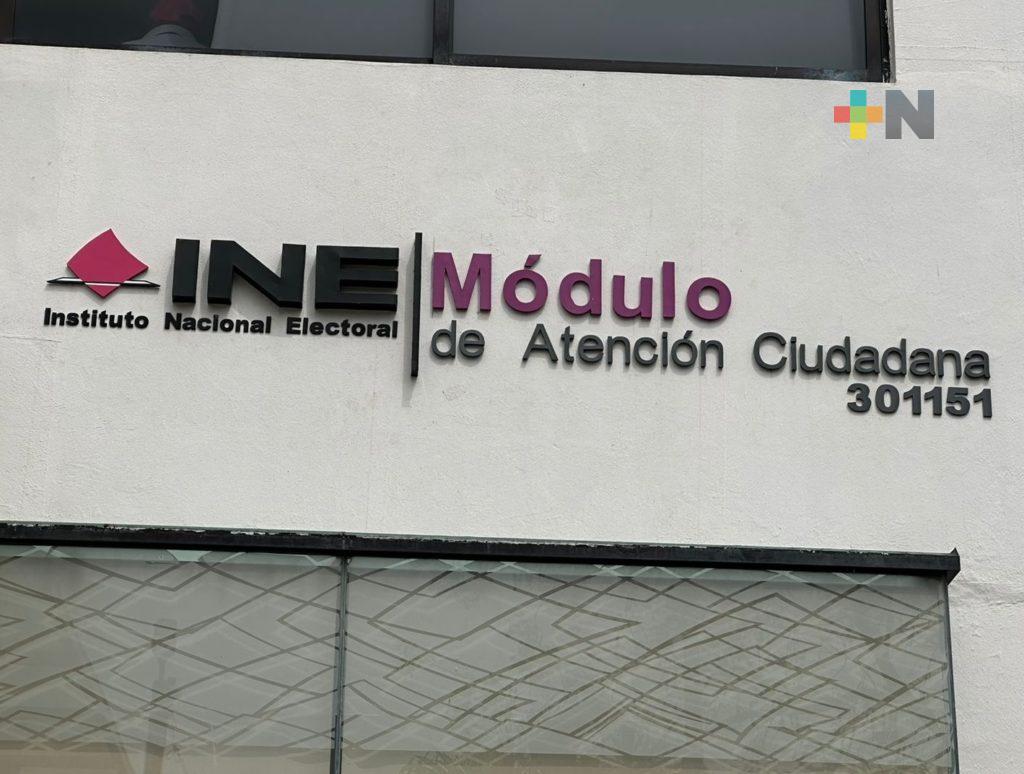 +N
INE
Instituto Nacional Electoral
Módulo
de Atención Ciudadana
301151